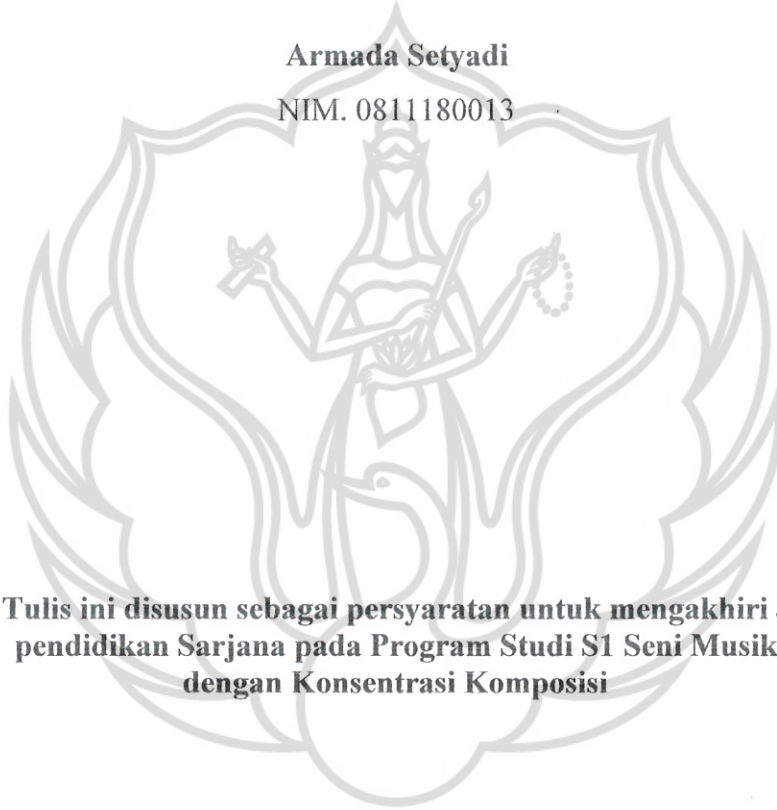 Armada Setyadi
NIM. 0811180013
Tulis ini disusun sebagai persyaratan untuk mengakhiri
pendidikan Sarjana pada Program Studi S1 Seni Musik
dengan Konsentrasi Komposisi